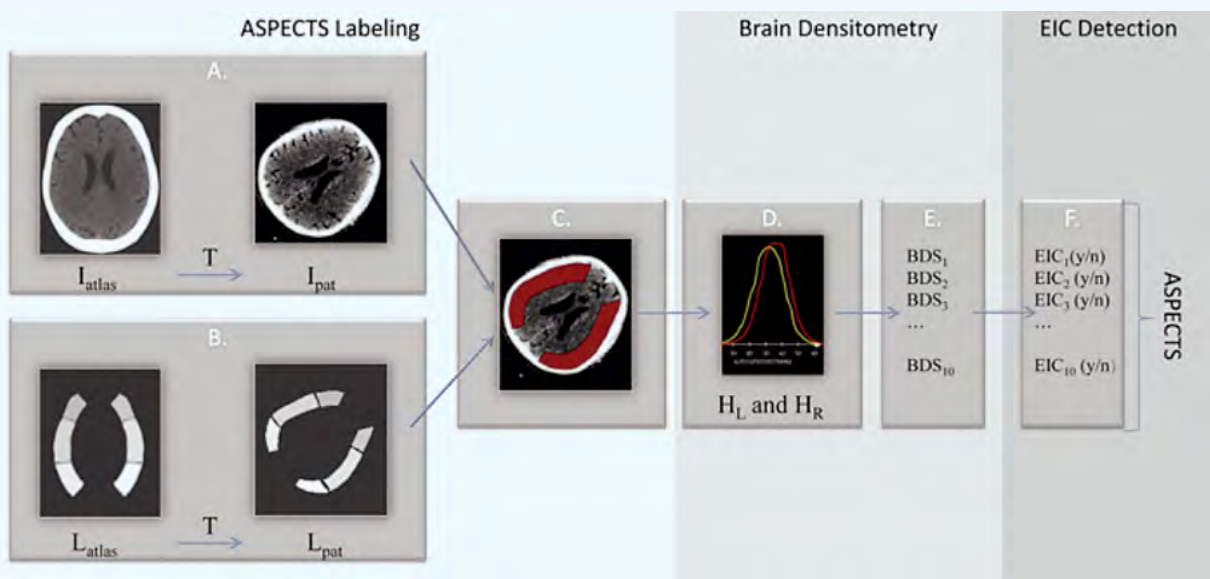 ASPECTS Labeling
Brain Densitometry
EIC Detection
A.
I_atlas
T
I_pat
B.
L_atlas
T
L_pat
C.
D.
H_L and H_R
E.
BDS_1
BDS_2
BDS_3
...
BDS_10
F.
EIC_1(y/n)
EIC_2 (y/n)
EIC_3 (y/n)
...
EIC_10 (y/n)
ASPECTS